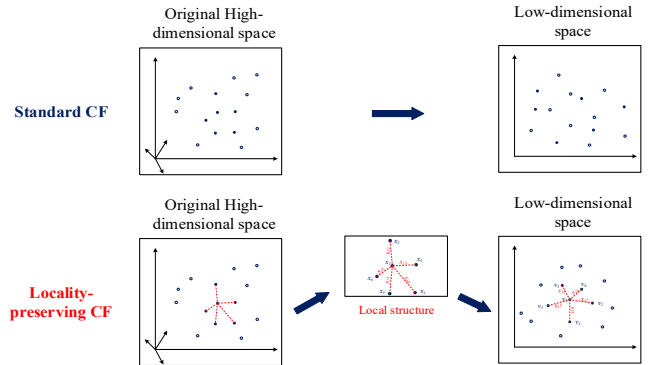 Original High-
dimensional space
Low-dimensional
space
Standard CF
Original High-
dimensional space
Low-dimensional
space
Locality-
preserving CF
Local structure